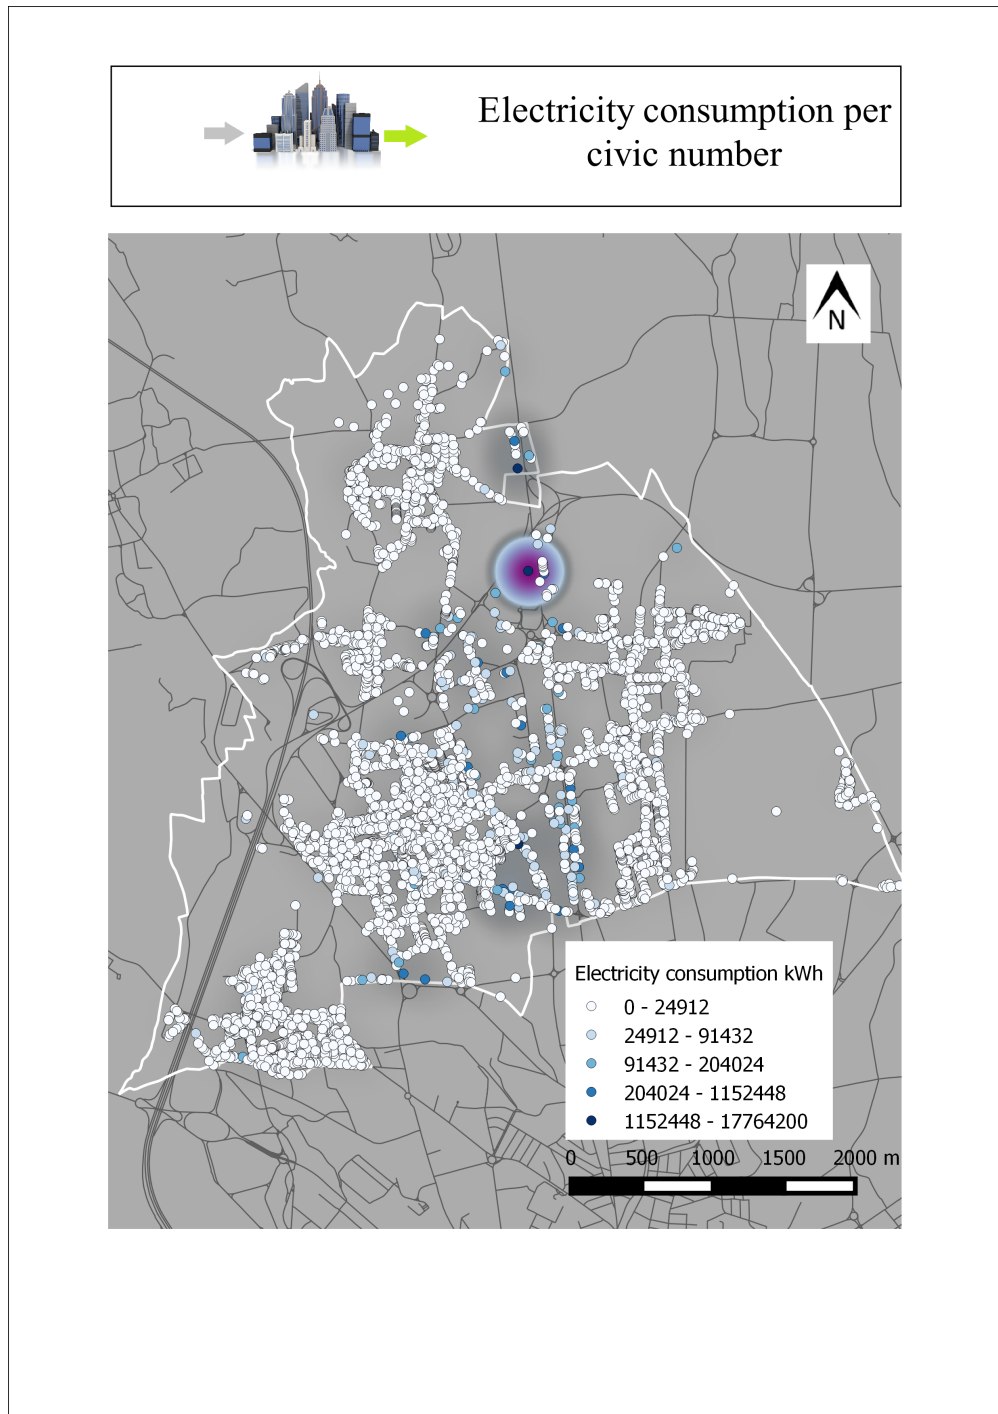 Electricity consumption per
civic number
N
Electricity consumption kWh
0 - 24912
24912 - 91432
91432 - 204024
204024 - 1152448
1152448 - 17764200
0 500 1000 1500 2000 m